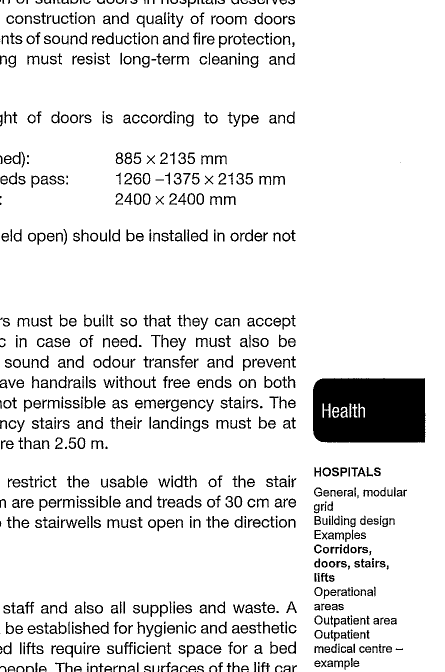 on of suitable doors in hospitals deserves
construction and quality of room doors
nts of sound reduction and fire protection,
ng must resist long-term cleaning and
ght of doors is according to type and
ned): 885 × 2135 mm
eds pass: 1260 –1375 × 2135 mm
: 2400 × 2400 mm
eld open) should be installed in order not
rs must be built so that they can accept
c in case of need. They must also be
sound and odour transfer and prevent
ave handrails without free ends on both
not permissible as emergency stairs. The
ncy stairs and their landings must be at
re than 2.50 m.
restrict the usable width of the stair
m are permissible and treads of 30 cm are
o the stairwells must open in the direction
staff and also all supplies and waste. A
be established for hygienic and aesthetic
ed lifts require sufficient space for a bed
people. The internal surfaces of the lift car
Health
HOSPITALS
General, modular
grid
Building design
Examples
Corridors,
doors, stairs,
lifts
Operational
areas
Outpatient area
Outpatient
medical centre –
example